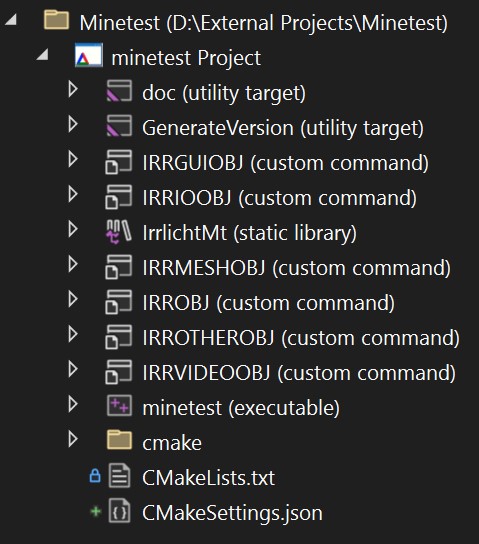 Minetest (D:\External Projects\Minetest)
minetest Project
doc (utility target)
GenerateVersion (utility target)
IRRGUIOBJ (custom command)
IRRIOOBJ (custom command)
IrrlichtMt (static library)
IRRMESHOBJ (custom command)
IRROBJ (custom command)
IRROTHEROBJ (custom command)
IRRVIDEOOBJ (custom command)
minetest (executable)
cmake
CMakeLists.txt
CMakeSettings.json